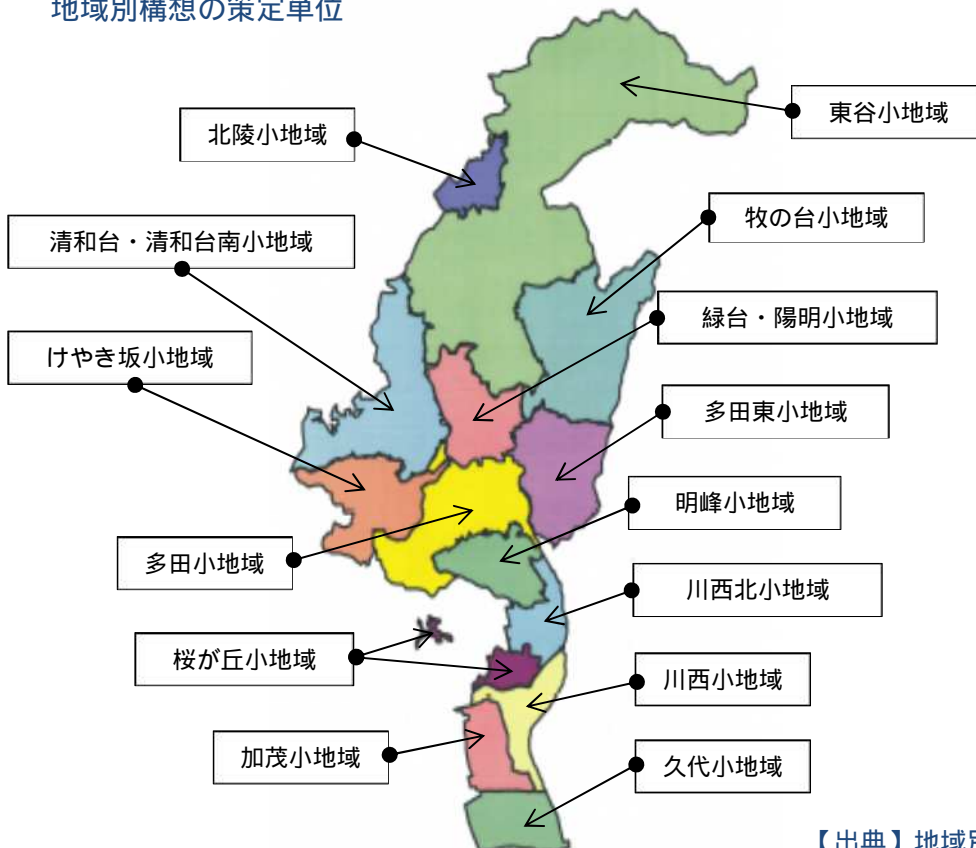 地域別構想の策定単位
東谷小地域
北陵小地域
牧の台小地域
清和台・清和台南小地域
緑台・陽明小地域
けやき坂小地域
多田東小地域
明峰小地域
多田小地域
川西北小地域
桜が丘小地域
川西小地域
加茂小地域
久代小地域
【出典】地域別